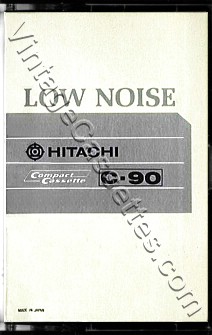 LOW NOISE
HITACHI
Compact
Cassette
C-90
MADE IN JAPAN
VintageCassettes.com